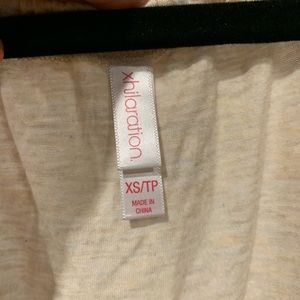 xhilaration.
XS/TP
MADE IN
CHINA